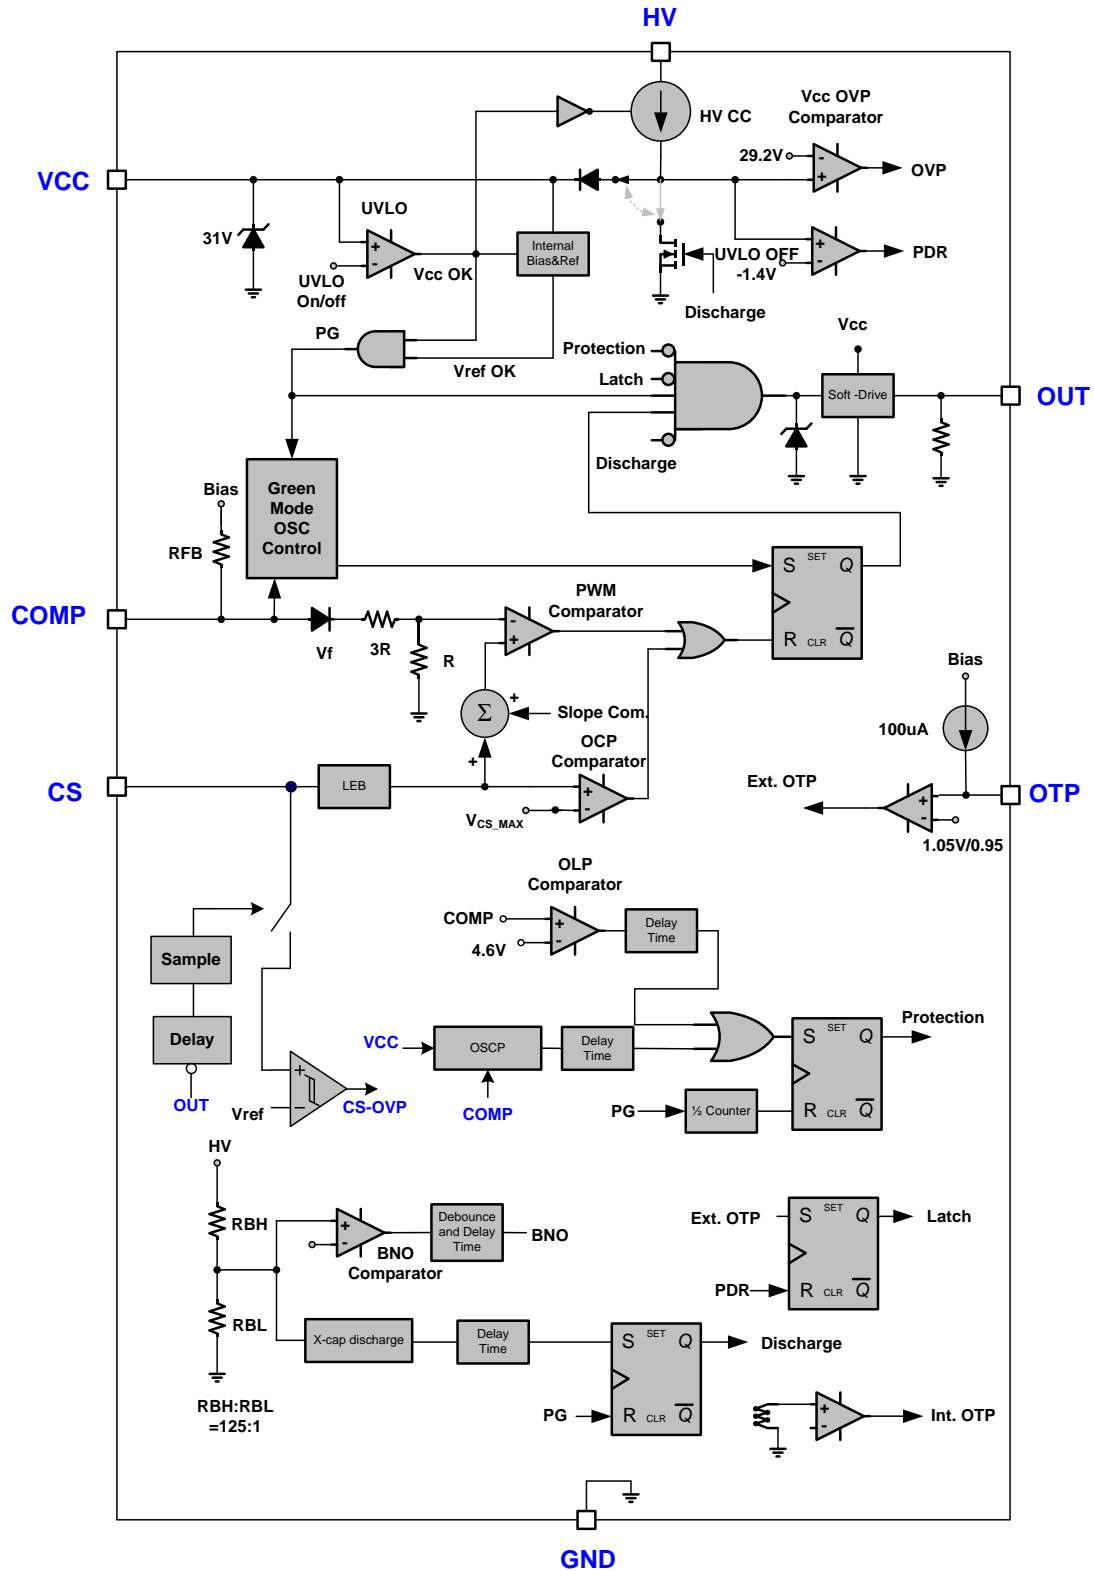 HV
HV CC
Vcc OVP
Comparator
29.2V
-
+
OVP
VCC
31V
UVLO
+
-
UVLO
On/off
Vcc OK
Internal
Bias&Ref
UVLO OFF
-1.4V
+
-
PDR
Discharge
PG
Vref OK
Protection
Latch
Discharge
Vcc
Soft -Drive
OUT
Bias
RFB
Green
Mode
OSC
Control
COMP
Vf
3R
R
PWM
Comparator
-
+
S SET Q
R CLR Q
Σ
+
+
Slope Com.
OCP
Comparator
+
-
VCS_MAX
CS
LEB
Bias
100uA
Ext. OTP
+
-
OTP
1.05V/0.95
OLP
Comparator
COMP
4.6V
+
-
Delay
Time
Sample
Delay
OUT
Vref
+
-
CS-OVP
VCC
OSCP
COMP
Delay
Time
PG
½ Counter
S SET Q
R CLR Q
Protection
HV
RBH
RBL
RBH:RBL
=125:1
+
-
BNO
Comparator
Debounce
and Delay
Time
BNO
Ext. OTP
PDR
S SET Q
R CLR Q
Latch
X-cap discharge
Delay
Time
PG
S SET Q
R CLR Q
Discharge
+
-
Int. OTP
GND